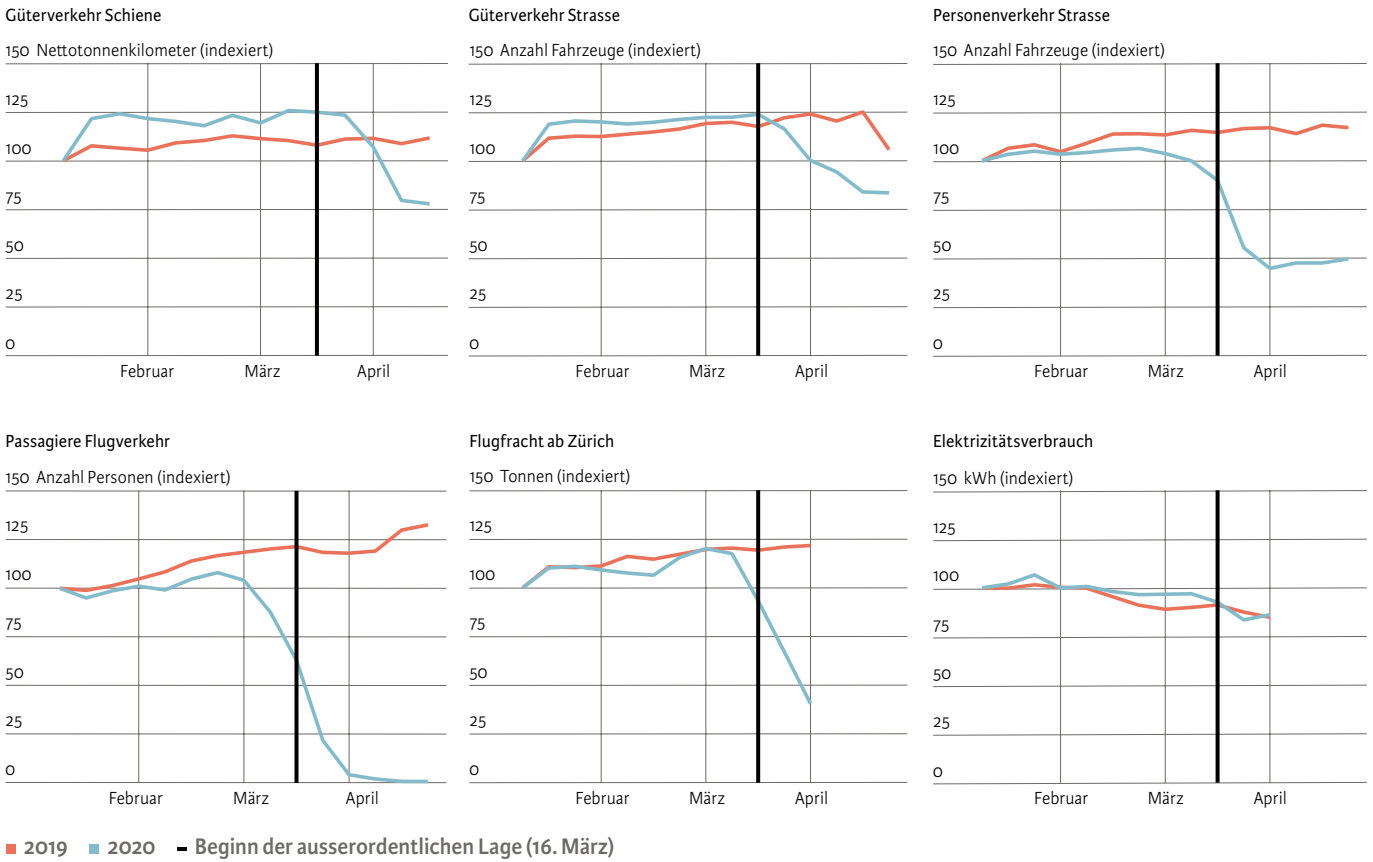 Güterverkehr Schiene
150 Nettotonnenkilometer (indexiert)
125
100
75
50
25
0
Februar März April
Güterverkehr Strasse
150 Anzahl Fahrzeuge (indexiert)
125
100
75
50
25
0
Februar März April
Personenverkehr Strasse
150 Anzahl Fahrzeuge (indexiert)
125
100
75
50
25
0
Februar März April
Passagiere Flugverkehr
150 Anzahl Personen (indexiert)
125
100
75
50
25
0
Februar März April
Flugfracht ab Zürich
150 Tonnen (indexiert)
125
100
75
50
25
0
Februar März April
Elektrizitätsverbrauch
150 kWh (indexiert)
125
100
75
50
25
0
Februar März April
2019 2020 Beginn der ausserordentlichen Lage (16. März)